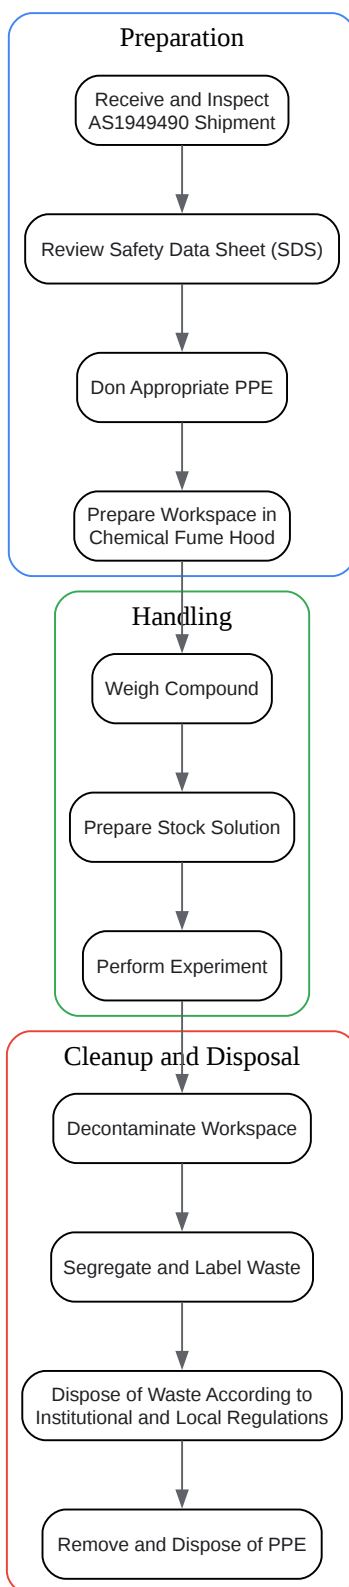 Preparation
Receive and Inspect
AS1949490 Shipment
Review Safety Data Sheet (SDS)
Don Appropriate PPE
Prepare Workspace in
Chemical Fume Hood
Handling
Weigh Compound
Prepare Stock Solution
Perform Experiment
Cleanup and Disposal
Decontaminate Workspace
Segregate and Label Waste
Dispose of Waste According to
Institutional and Local Regulations
Remove and Dispose of PPE